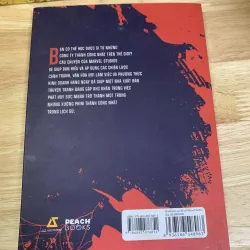 BẠN CÓ THỂ HỌC ĐƯỢC GÌ TỪ NHỮNG
CÔNG TY THÀNH CÔNG NHẤT TRÊN THẾ GIỚI?
CÂU CHUYỆN CỦA MARVEL STUDIOS
SẼ GIÚP BẠN HIỂU VÀ ÁP DỤNG CÁC CHIẾN LƯỢC
CẠNH TRANH, VĂN HÓA NƠI LÀM VIỆC VÀ PHƯƠNG THỨC
KINH DOANH HÀNG NGÀY ĐÃ GIÚP MỘT NHÀ XUẤT BẢN
TRUYỆN TRANH ĐANG GẶP KHÓ KHĂN TRONG VIỆC
PHÁT HUY SỨC MẠNH TRỞ THÀNH MỘT TRONG
NHỮNG XƯỞNG PHIM THÀNH CÔNG NHẤT
TRONG LỊCH SỬ.
PEACH
BOOKS